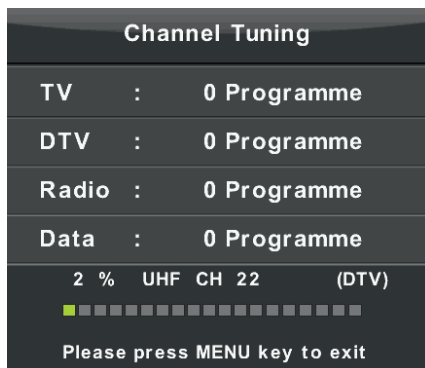 Channel Tuning
TV : 0 Programme
DTV : 0 Programme
Radio : 0 Programme
Data : 0 Programme
2 % UHF CH 22 (DTV)
Please press MENU key to exit